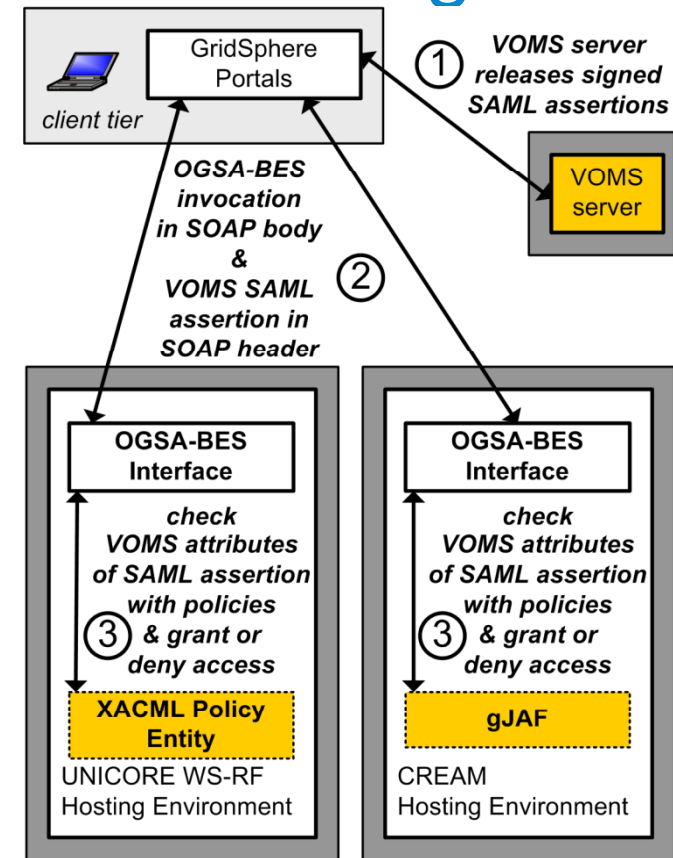 GridSphere
Portals
client tier
1
VOMS server
releases signed
SAML assertions
VOMS
server
OGSA-BES
invocation
in SOAP body
&
VOMS SAML
assertion in
SOAP header
2
OGSA-BES
Interface
check
VOMS attributes
of SAML assertion
with policies
3 & grant or
deny access
XACML Policy
Entity
UNICORE WS-RF
Hosting Environment
OGSA-BES
Interface
check
VOMS attributes
of SAML assertion
with policies
3 & grant or
deny access
gJAF
CREAM
Hosting Environment